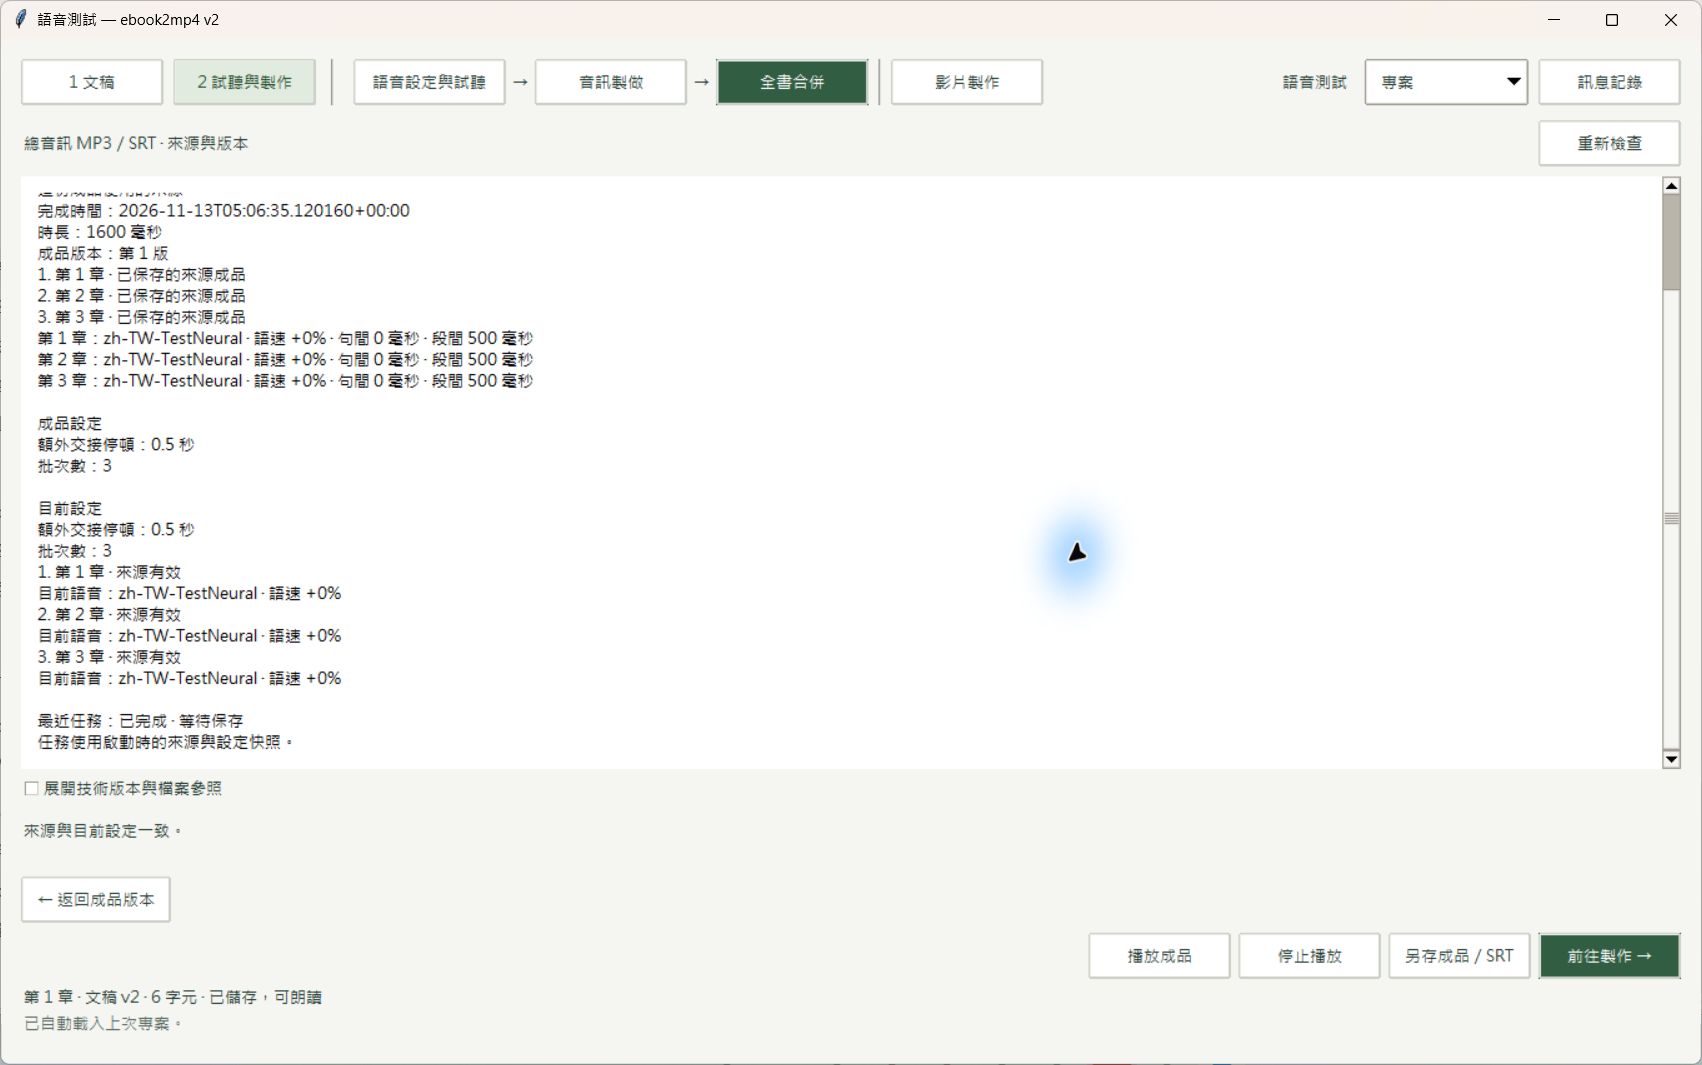 語音測試 — ebook2mp4 v2
1 文稿
2 試聽與製作
語音設定與試聽
→
音訊製做
→
全書合併
影片製作
語音測試
專案
訊息記錄
總音訊 MP3 / SRT · 來源與版本
重新檢查
完成時間：2026-11-13T05:06:35.120160+00:00
時長：1600 毫秒
成品版本：第 1 版
1. 第 1 章 · 已保存的來源成品
2. 第 2 章 · 已保存的來源成品
3. 第 3 章 · 已保存的來源成品
第 1 章：zh-TW-TestNeural · 語速 +0% · 句間 0 毫秒 · 段間 500 毫秒
第 2 章：zh-TW-TestNeural · 語速 +0% · 句間 0 毫秒 · 段間 500 毫秒
第 3 章：zh-TW-TestNeural · 語速 +0% · 句間 0 毫秒 · 段間 500 毫秒
成品設定
額外交接停頓：0.5 秒
批次數：3
目前設定
額外交接停頓：0.5 秒
批次數：3
1. 第 1 章 · 來源有效
目前語音：zh-TW-TestNeural · 語速 +0%
2. 第 2 章 · 來源有效
目前語音：zh-TW-TestNeural · 語速 +0%
3. 第 3 章 · 來源有效
目前語音：zh-TW-TestNeural · 語速 +0%
最近任務：已完成 · 等待保存
任務使用啟動時的來源與設定快照。
展開技術版本與檔案參照
來源與目前設定一致。
← 返回成品版本
播放成品
停止播放
另存成品 / SRT
前往製作 →
第 1 章 · 文稿 v2 · 6 字元 · 已儲存，可朗讀
已自動載入上次專案。